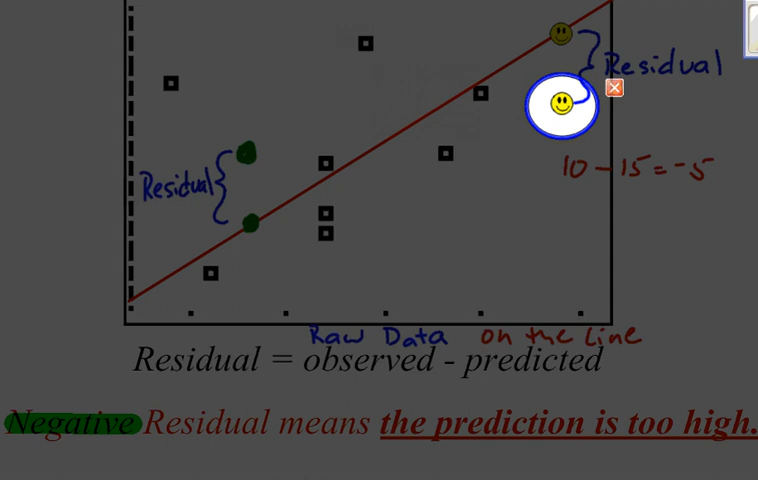 Residual
10 - 15 = -5
Residual
Raw Data on the Line
Residual = observed - predicted
Negative Residual means the prediction is too high.